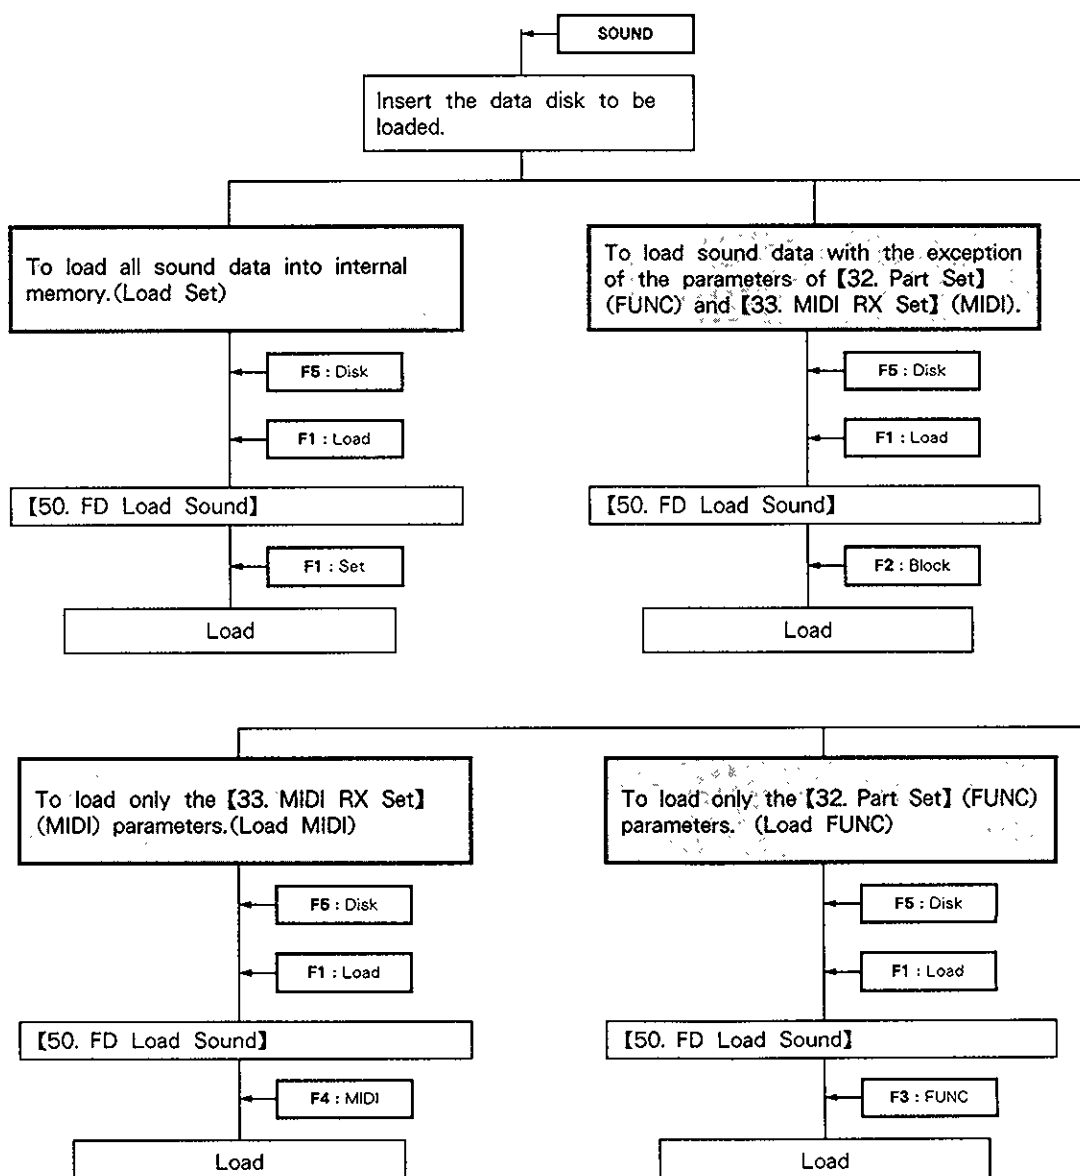 SOUND
Insert the data disk to be
loaded.
To load all sound data into internal
memory.(Load Set)
F5 : Disk
F1 : Load
【50. FD Load Sound】
F1 : Set
Load
To load sound data with the exception
of the parameters of【32. Part Set】
(FUNC) and【33. MIDI RX Set】(MIDI).
F5 : Disk
F1 : Load
【50. FD Load Sound】
F2 : Block
Load
To load only the【33. MIDI RX Set】
(MIDI) parameters.(Load MIDI)
F5 : Disk
F1 : Load
【50. FD Load Sound】
F4 : MIDI
Load
To load only the【32. Part Set】(FUNC)
parameters. (Load FUNC)
F5 : Disk
F1 : Load
【50. FD Load Sound】
F3 : FUNC
Load